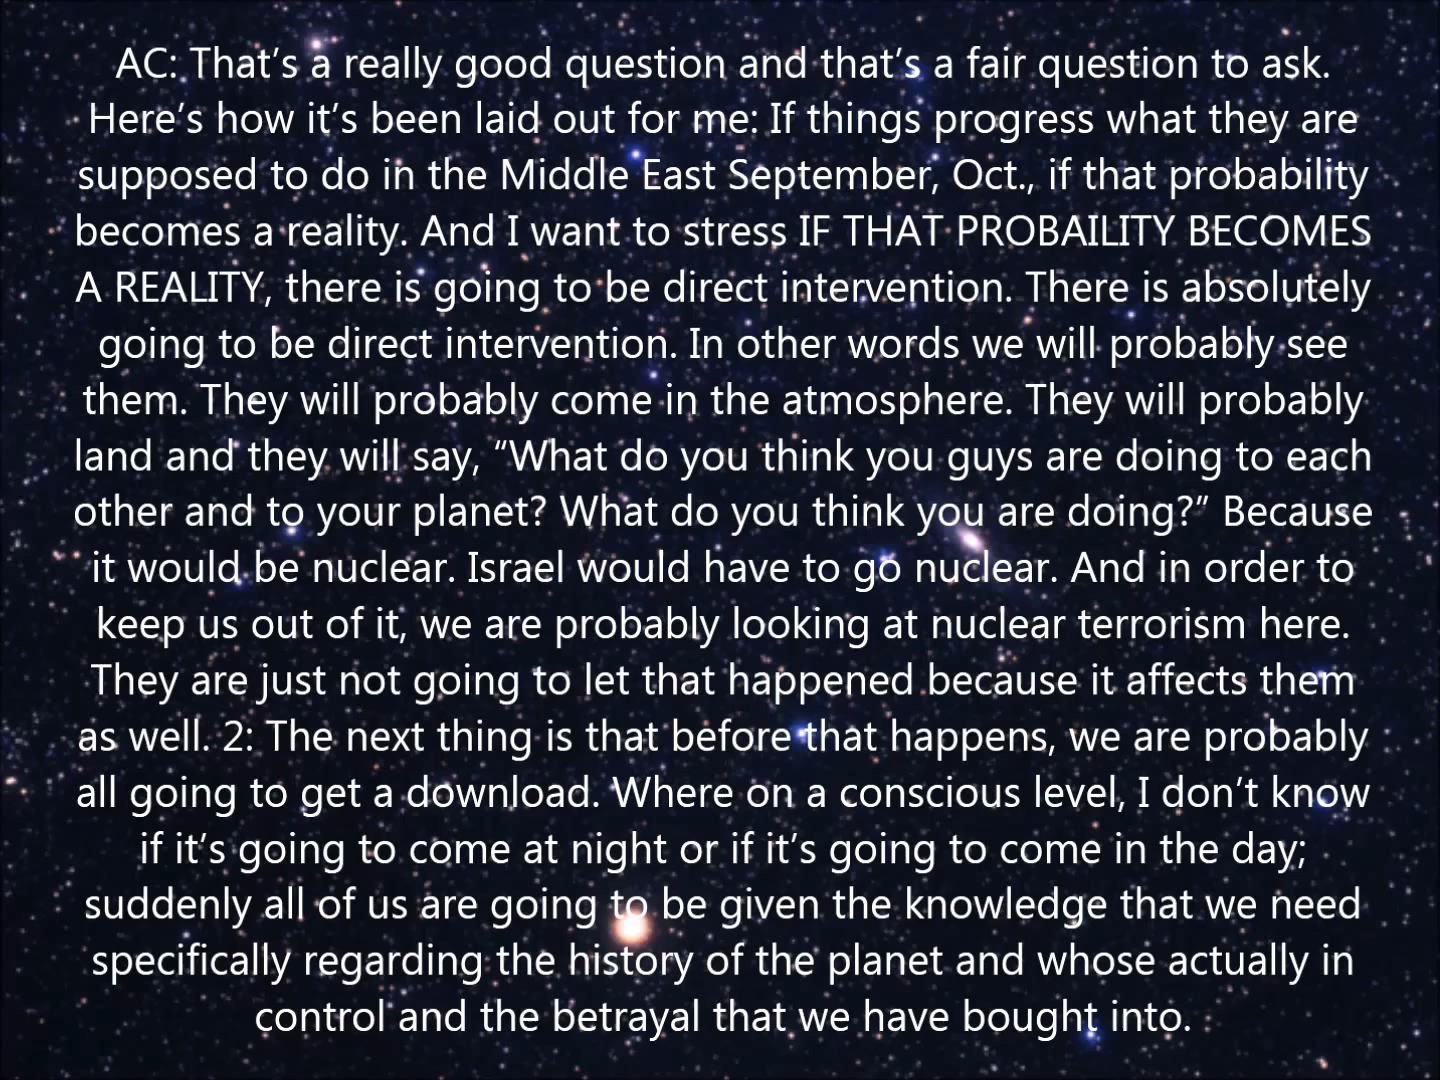 AC: That’s a really good question and that’s a fair question to ask.
Here’s how it’s been laid out for me: If things progress what they are
supposed to do in the Middle East September, Oct., if that probability
becomes a reality. And I want to stress IF THAT PROBAILITY BECOMES
A REALITY, there is going to be direct intervention. There is absolutely
going to be direct intervention. In other words we will probably see
them. They will probably come in the atmosphere. They will probably
land and they will say, “What do you think you guys are doing to each
other and to your planet? What do you think you are doing?” Because
it would be nuclear. Israel would have to go nuclear. And in order to
keep us out of it, we are probably looking at nuclear terrorism here.
They are just not going to let that happened because it affects them
as well. 2: The next thing is that before that happens, we are probably
all going to get a download. Where on a conscious level, I don’t know
if it’s going to come at night or if it’s going to come in the day;
suddenly all of us are going to be given the knowledge that we need
specifically regarding the history of the planet and whose actually in
control and the betrayal that we have bought into.